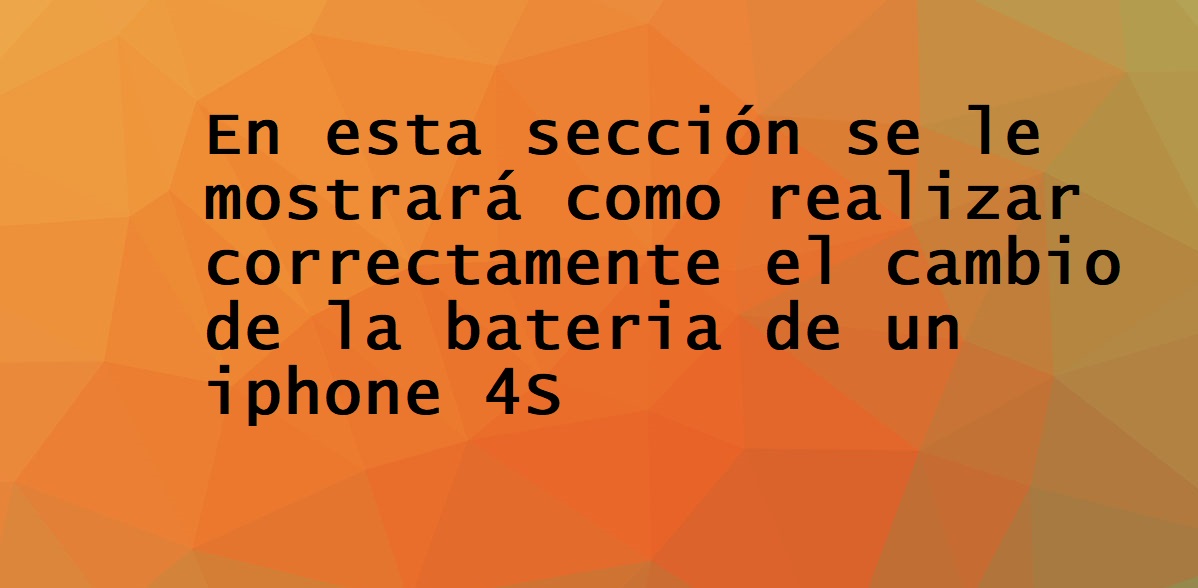 En esta sección se le
mostrará como realizar
correctamente el cambio
de la bateria de un
iphone 4S